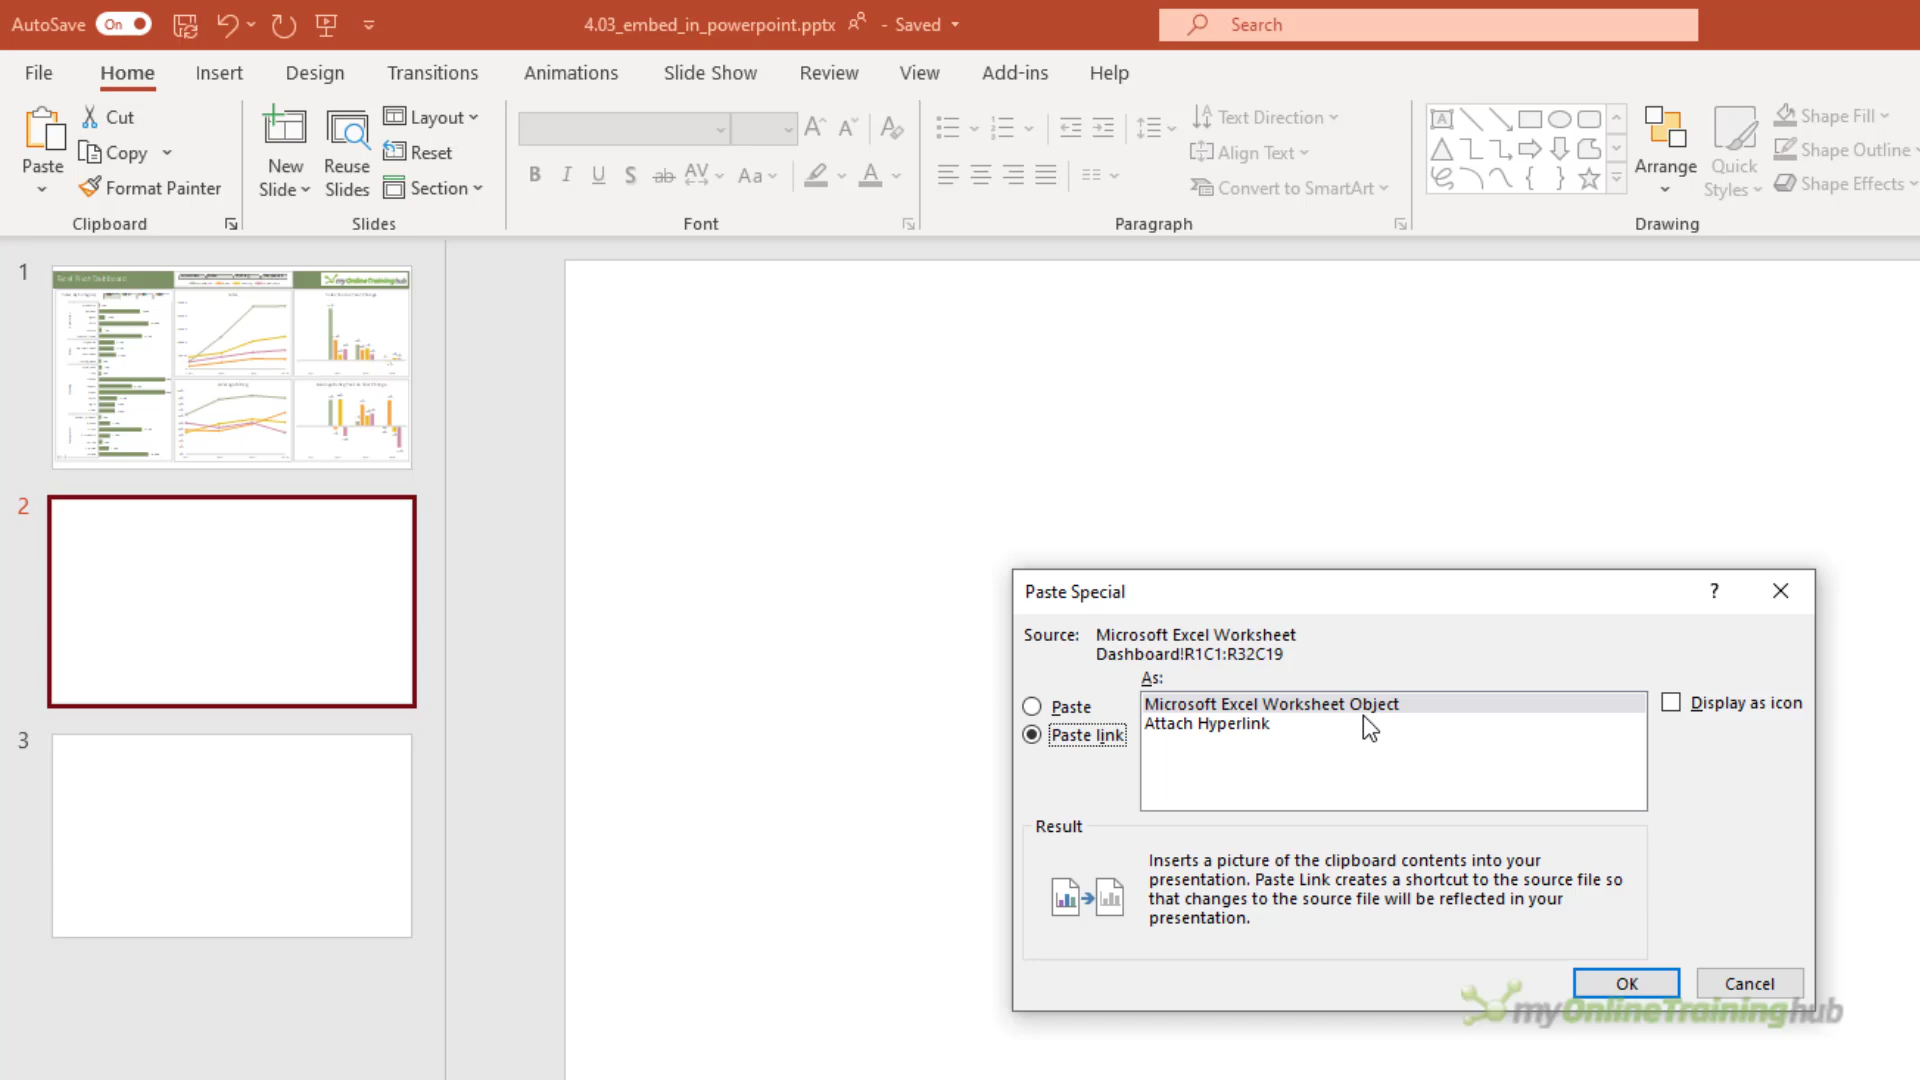 AutoSave On
4.03_embed_in_powerpoint.pptx - Saved
Search
File Home Insert Design Transitions Animations Slide Show Review View Add-ins Help
Paste
Cut
Copy
Format Painter
Clipboard
New Slide
Reuse Slides
Layout
Reset
Section
Slides
B I U S ab AV Aa A
Font
Text Direction
Align Text
Convert to SmartArt
Paragraph
Arrange
Quick Styles
Shape Fill
Shape Outline
Shape Effects
Drawing
1
myOnlineTraininghub
2
3
Paste Special
?
Source: Microsoft Excel Worksheet
Dashboard!R1C1:R32C19
As:
Paste
Paste link
Microsoft Excel Worksheet Object
Attach Hyperlink
Display as icon
Result
Inserts a picture of the clipboard contents into your
presentation. Paste Link creates a shortcut to the source file so
that changes to the source file will be reflected in your
presentation.
OK
Cancel
myOnlineTraininghub